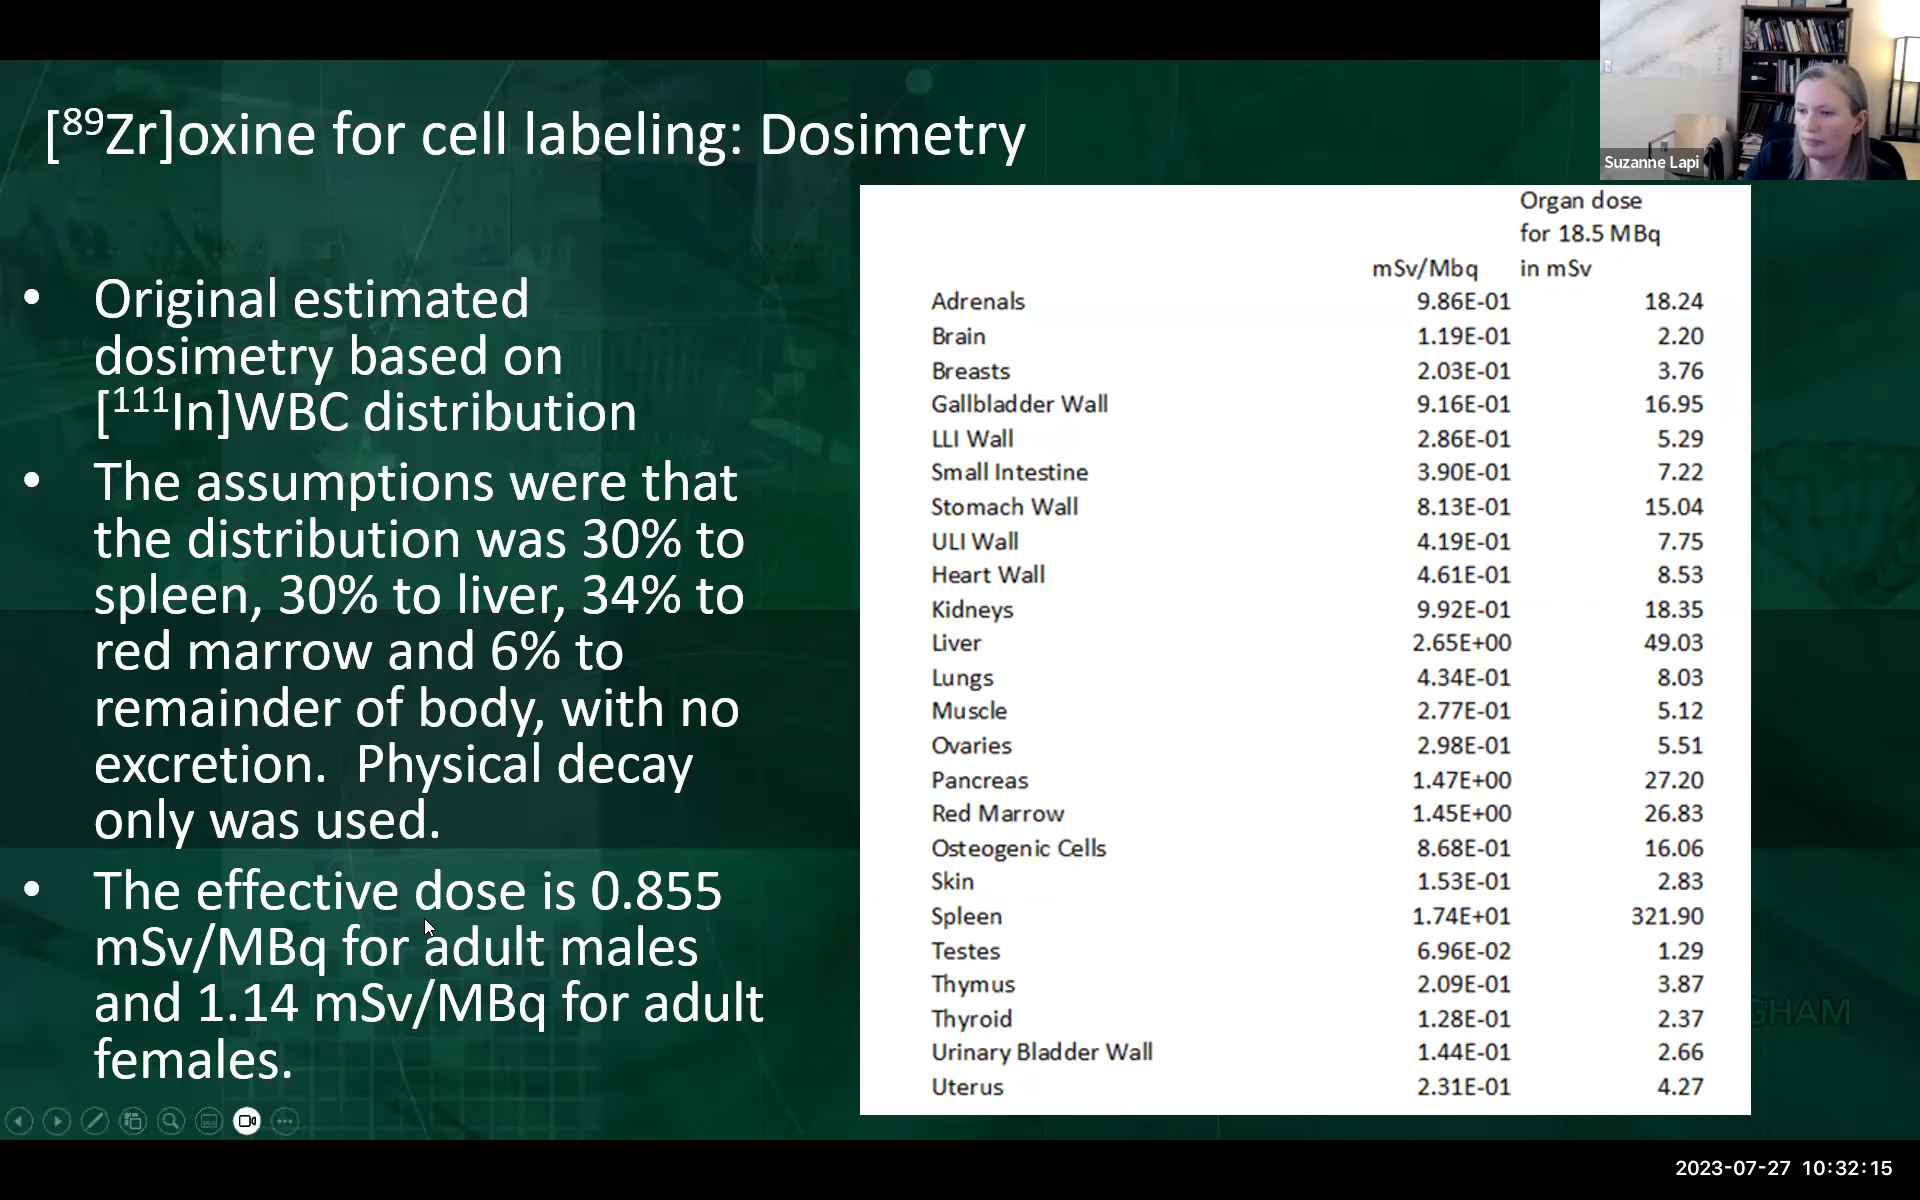 Suzanne Lapi
[89Zr]oxine for cell labeling: Dosimetry
• Original estimated
dosimetry based on
[111In]WBC distribution
• The assumptions were that
the distribution was 30% to
spleen, 30% to liver, 34% to
red marrow and 6% to
remainder of body, with no
excretion.  Physical decay
only was used.
• The effective dose is 0.855
mSv/MBq for adult males
and 1.14 mSv/MBq for adult
females.
Organ dose
for 18.5 MBq
mSv/Mbq in mSv
Adrenals 9.86E-01 18.24
Brain 1.19E-01 2.20
Breasts 2.03E-01 3.76
Gallbladder Wall 9.16E-01 16.95
LLI Wall 2.86E-01 5.29
Small Intestine 3.90E-01 7.22
Stomach Wall 8.13E-01 15.04
ULI Wall 4.19E-01 7.75
Heart Wall 4.61E-01 8.53
Kidneys 9.92E-01 18.35
Liver 2.65E+00 49.03
Lungs 4.34E-01 8.03
Muscle 2.77E-01 5.12
Ovaries 2.98E-01 5.51
Pancreas 1.47E+00 27.20
Red Marrow 1.45E+00 26.83
Osteogenic Cells 8.68E-01 16.06
Skin 1.53E-01 2.83
Spleen 1.74E+01 321.90
Testes 6.96E-02 1.29
Thymus 2.09E-01 3.87
Thyroid 1.28E-01 2.37
Urinary Bladder Wall 1.44E-01 2.66
Uterus 2.31E-01 4.27
GHAM
2023-07-27 10:32:15